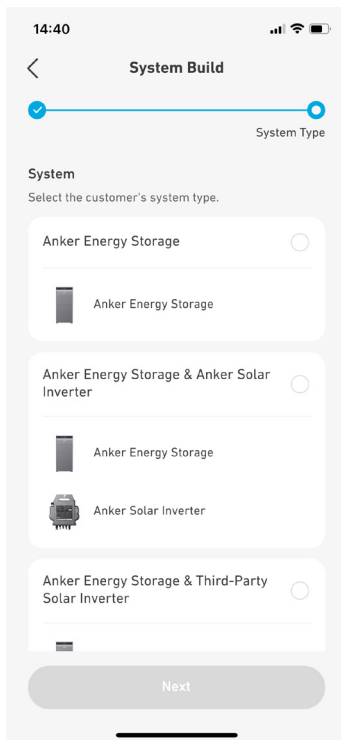 14:40
System Build
System Type
System
Select the customer's system type.
Anker Energy Storage
Anker Energy Storage
Anker Energy Storage & Anker Solar
Inverter
Anker Energy Storage
Anker Solar Inverter
Anker Energy Storage & Third-Party
Solar Inverter
Next